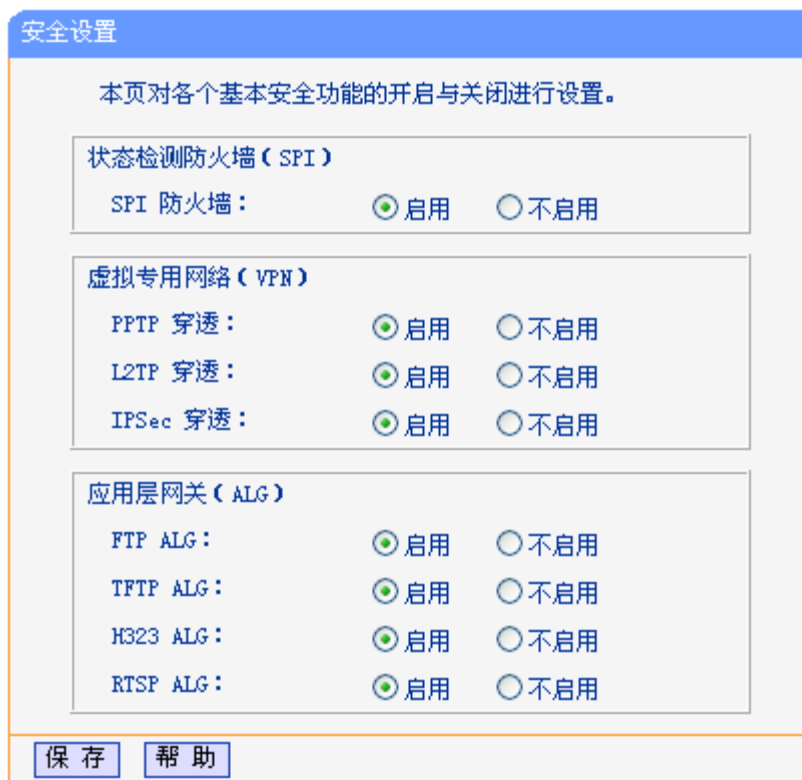 安全设置
本页对各个基本安全功能的开启与关闭进行设置。
状态检测防火墙(SPI)
SPI 防火墙: 启用 不启用
虚拟专用网络(VPN)
PPTP 穿透: 启用 不启用
L2TP 穿透: 启用 不启用
IPSec 穿透: 启用 不启用
应用层网关(ALG)
FTP ALG: 启用 不启用
TFTP ALG: 启用 不启用
H323 ALG: 启用 不启用
RTSP ALG: 启用 不启用
保 存 帮 助